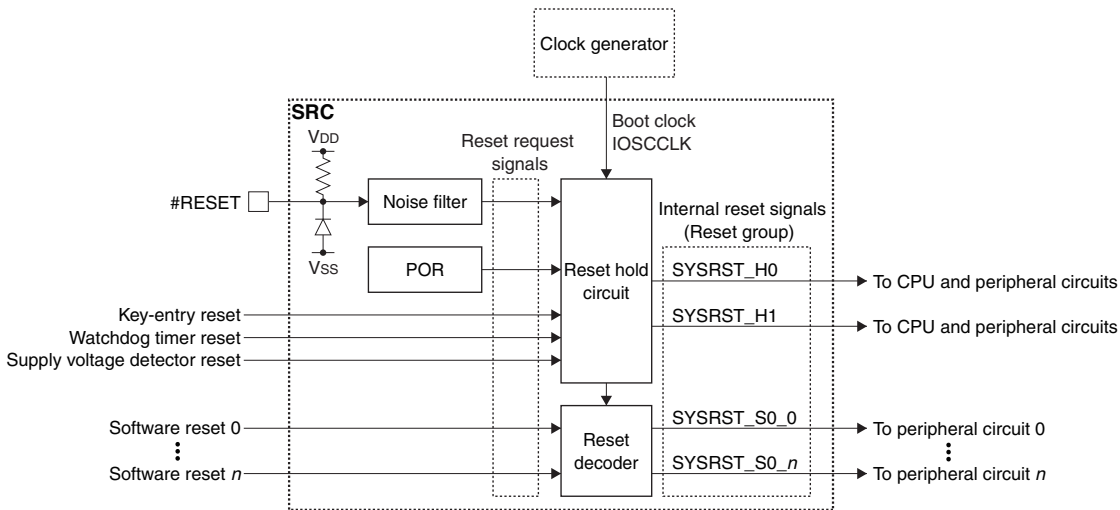 Clock generator
SRC
Boot clock
IOSCCLK
VDD
Reset request
signals
#RESET
Noise filter
Internal reset signals
(Reset group)
VSS
POR
Reset hold
circuit
SYSRST_H0
To CPU and peripheral circuits
SYSRST_H1
To CPU and peripheral circuits
Key-entry reset
Watchdog timer reset
Supply voltage detector reset
Software reset 0
Reset
decoder
SYSRST_S0_0
To peripheral circuit 0
Software reset n
SYSRST_S0_n
To peripheral circuit n